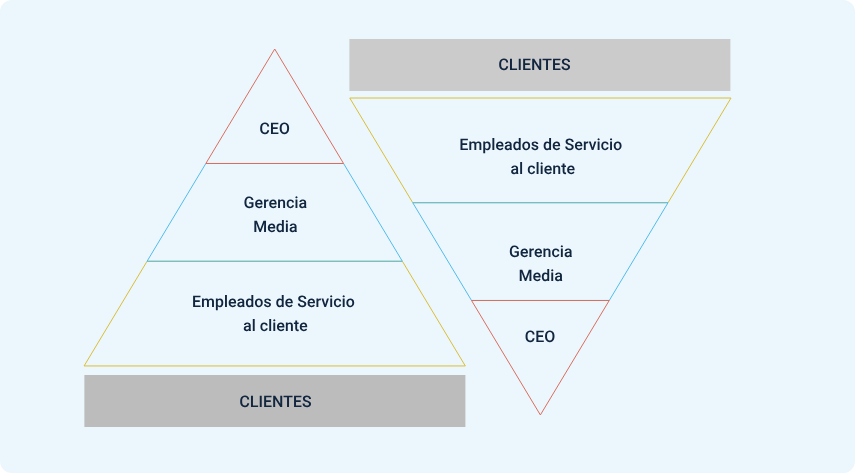 CEO
Gerencia
Media
Empleados de Servicio
al cliente
CLIENTES
CLIENTES
Empleados de Servicio
al cliente
Gerencia
Media
CEO